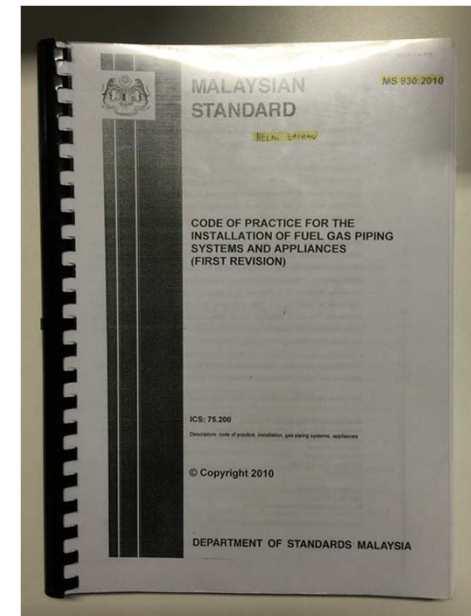 MALAYSIAN
STANDARD
MS 930:2010
CODE OF PRACTICE FOR THE
INSTALLATION OF FUEL GAS PIPING
SYSTEMS AND APPLIANCES
(FIRST REVISION)
ICS: 75.200
Descriptors: code of practice, installation, gas piping systems, appliances
© Copyright 2010
DEPARTMENT OF STANDARDS MALAYSIA